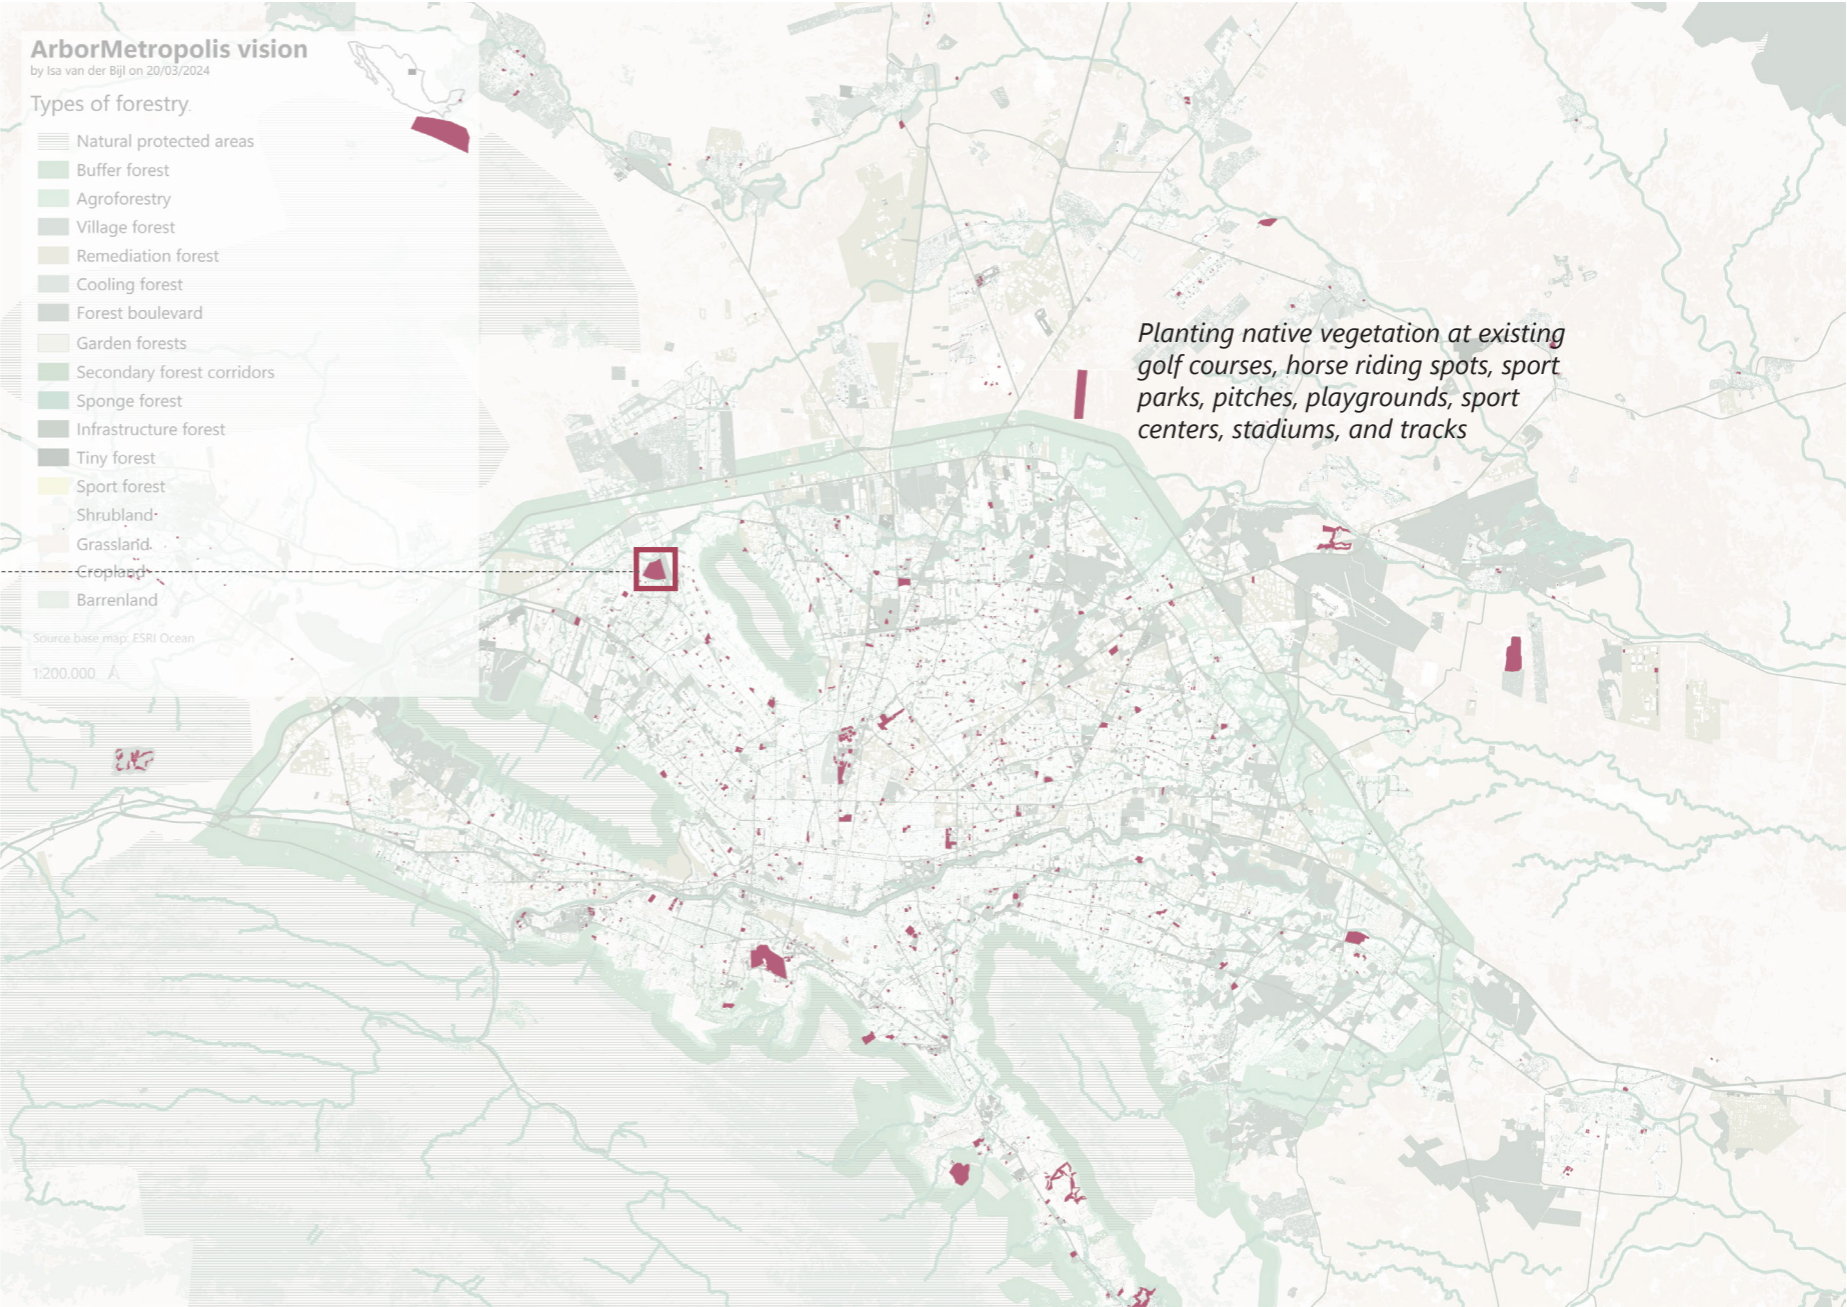 ArborMetropolis vision
by Isa van der Bijl on 20/03/2024
Types of forestry
Natural protected areas
Buffer forest
Agroforestry
Village forest
Remediation forest
Cooling forest
Forest boulevard
Garden forests
Secondary forest corridors
Sponge forest
Infrastructure forest
Tiny forest
Sport forest
Shrubland
Grassland
Cropland
Barrenland
Source base map: ESRI Ocean
1:200.000
Planting native vegetation at existing
golf courses, horse riding spots, sport
parks, pitches, playgrounds, sport
centers, stadiums, and tracks